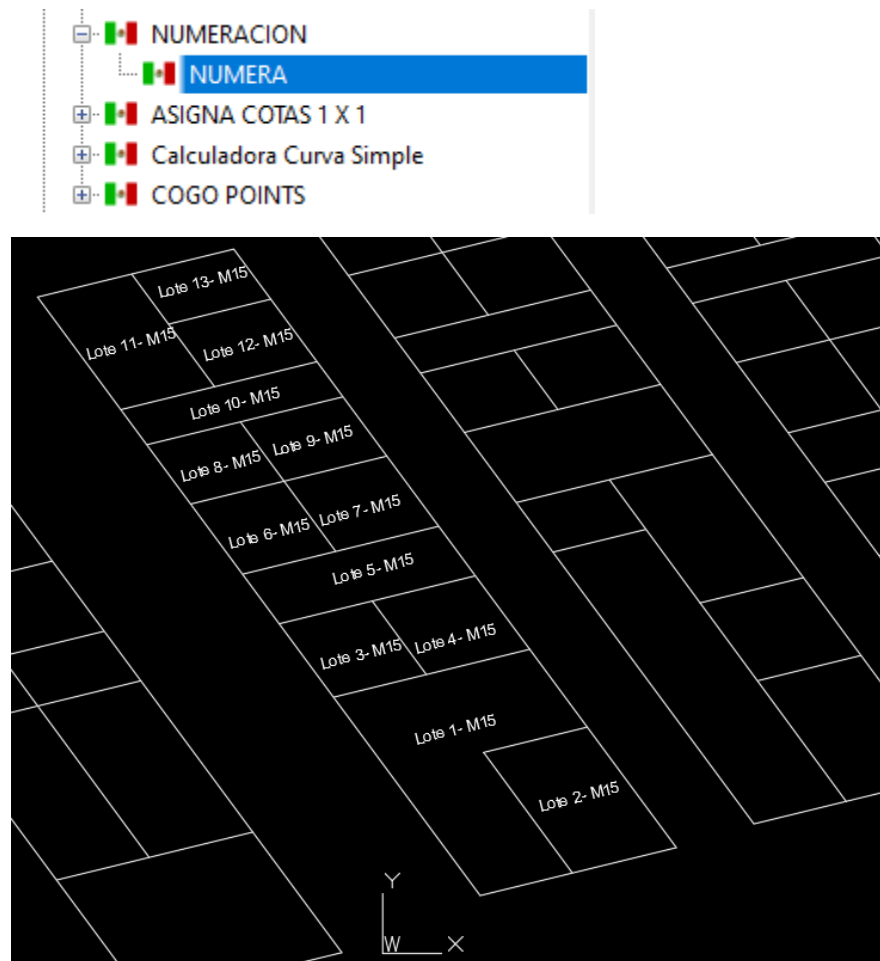 NUMERACION
NUMERA
ASIGNA COTAS 1 X 1
Calculadora Curva Simple
COGO POINTS
Lote 13- M15
Lote 11- M15
Lote 12- M15
Lote 10- M15
Lote 9- M15
Lote 8- M15
Lote 7- M15
Lote 6- M15
Lote 5- M15
Lote 4- M15
Lote 3- M15
Lote 1- M15
Lote 2- M15
Y
W X